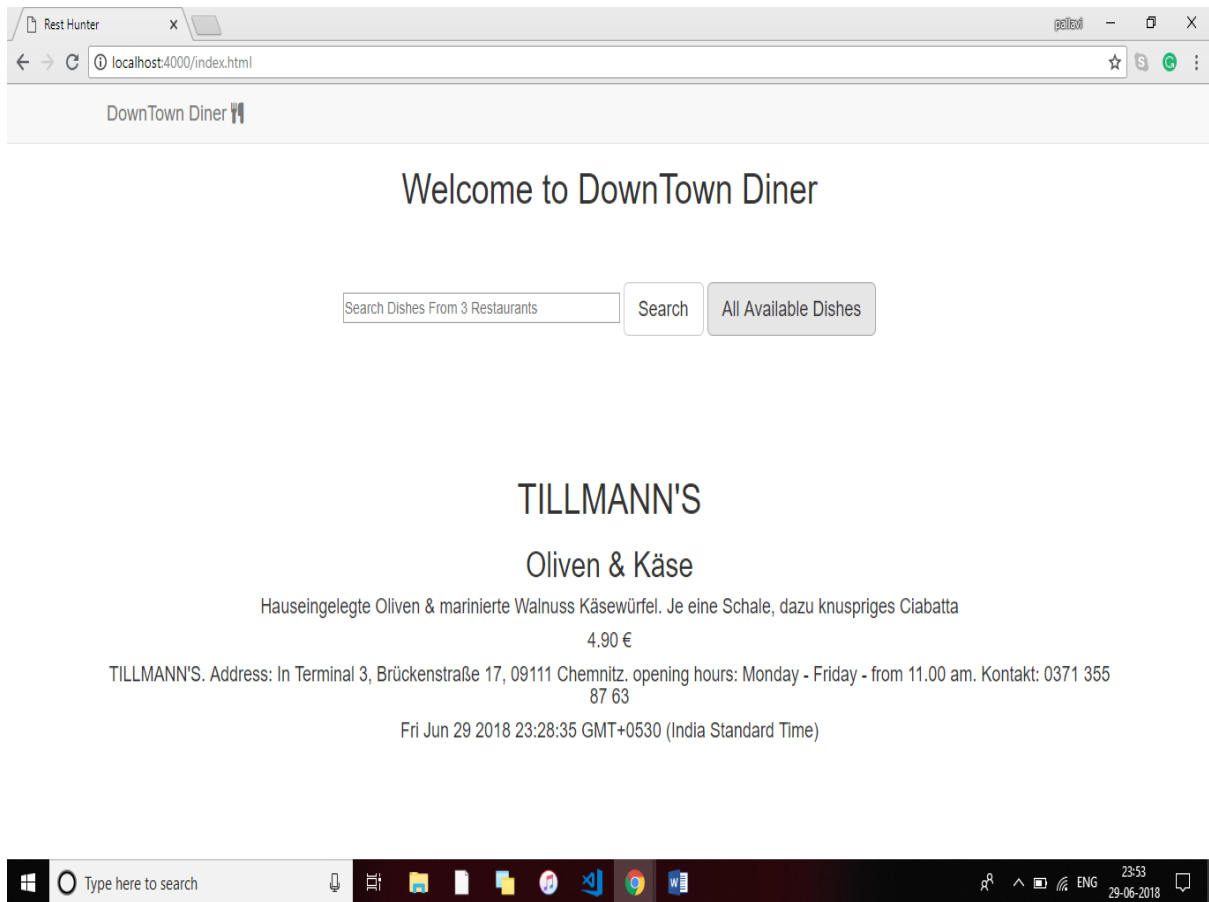 Rest Hunter
pallavi
localhost:4000/index.html
DownTown Diner
Welcome to DownTown Diner
Search Dishes From 3 Restaurants
Search
All Available Dishes
TILLMANN'S
Oliven & Käse
Hauseingelegte Oliven & marinierte Walnuss Käsewürfel. Je eine Schale, dazu knuspriges Ciabatta
4.90 €
TILLMANN'S. Address: In Terminal 3, Brückenstraße 17, 09111 Chemnitz. opening hours: Monday - Friday - from 11.00 am. Kontakt: 0371 355
87 63
Fri Jun 29 2018 23:28:35 GMT+0530 (India Standard Time)
Type here to search
ENG
23:53
29-06-2018